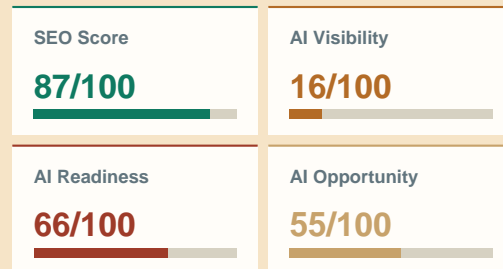 SEO Score
87/100
AI Visibility
16/100
AI Readiness
66/100
AI Opportunity
55/100